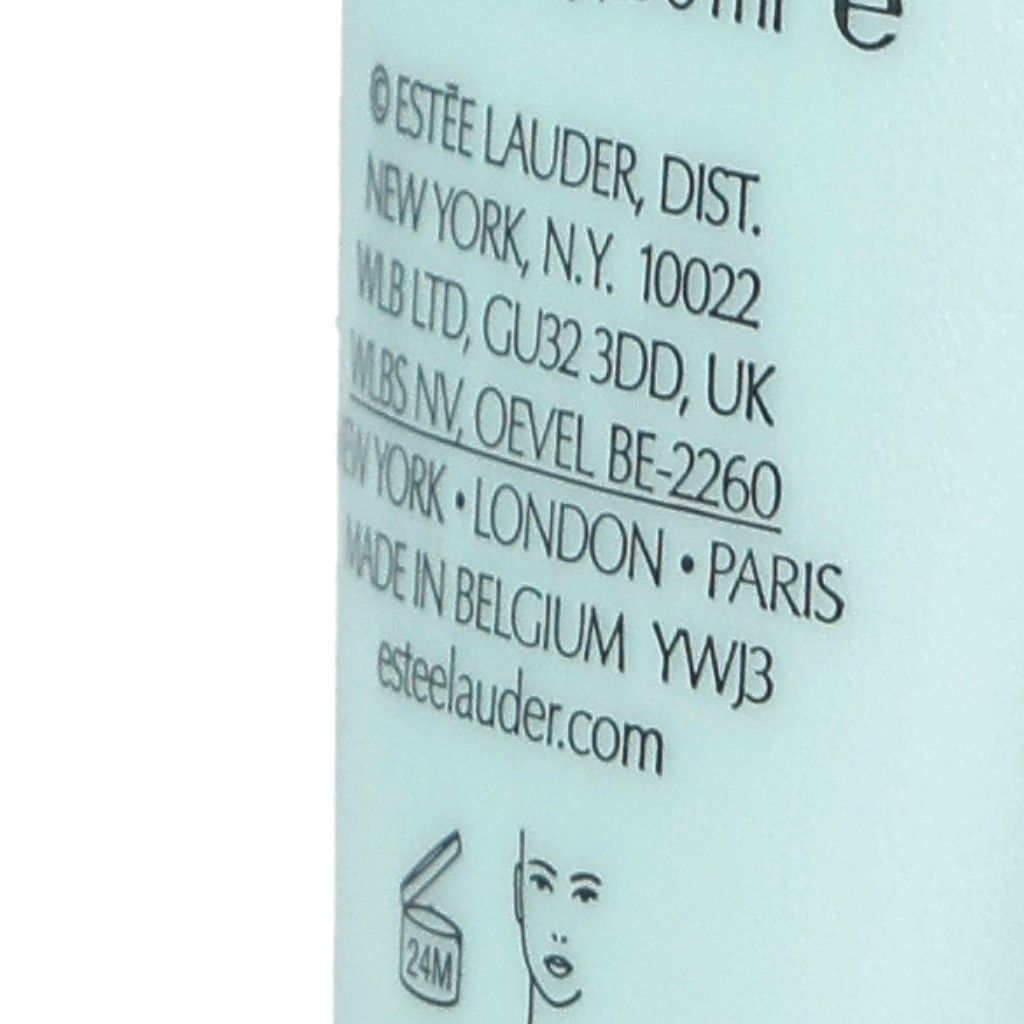 ml e
© ESTĒE LAUDER, DIST.
NEW YORK, N.Y. 10022
WLB LTD, GU32 3DD, UK
WLBS NV, OEVEL BE-2260
NEW YORK • LONDON • PARIS
MADE IN BELGIUM YWJ3
esteelauder.com
24M